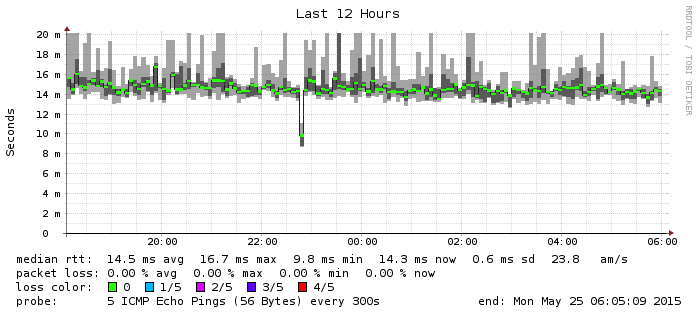 Last 12 Hours
RRDTOOL / TOBI OETIKER
Seconds
20 m
18 m
16 m
14 m
12 m
10 m
8 m
6 m
4 m
2 m
0
20:00 22:00 00:00 02:00 04:00 06:00
median rtt: 14.5 ms avg 16.7 ms max 9.8 ms min 14.3 ms now 0.6 ms sd 23.8 am/s
packet loss: 0.00 % avg 0.00 % max 0.00 % min 0.00 % now
loss color: 0 1/5 2/5 3/5 4/5
probe: 5 ICMP Echo Pings (56 Bytes) every 300s end: Mon May 25 06:05:09 2015